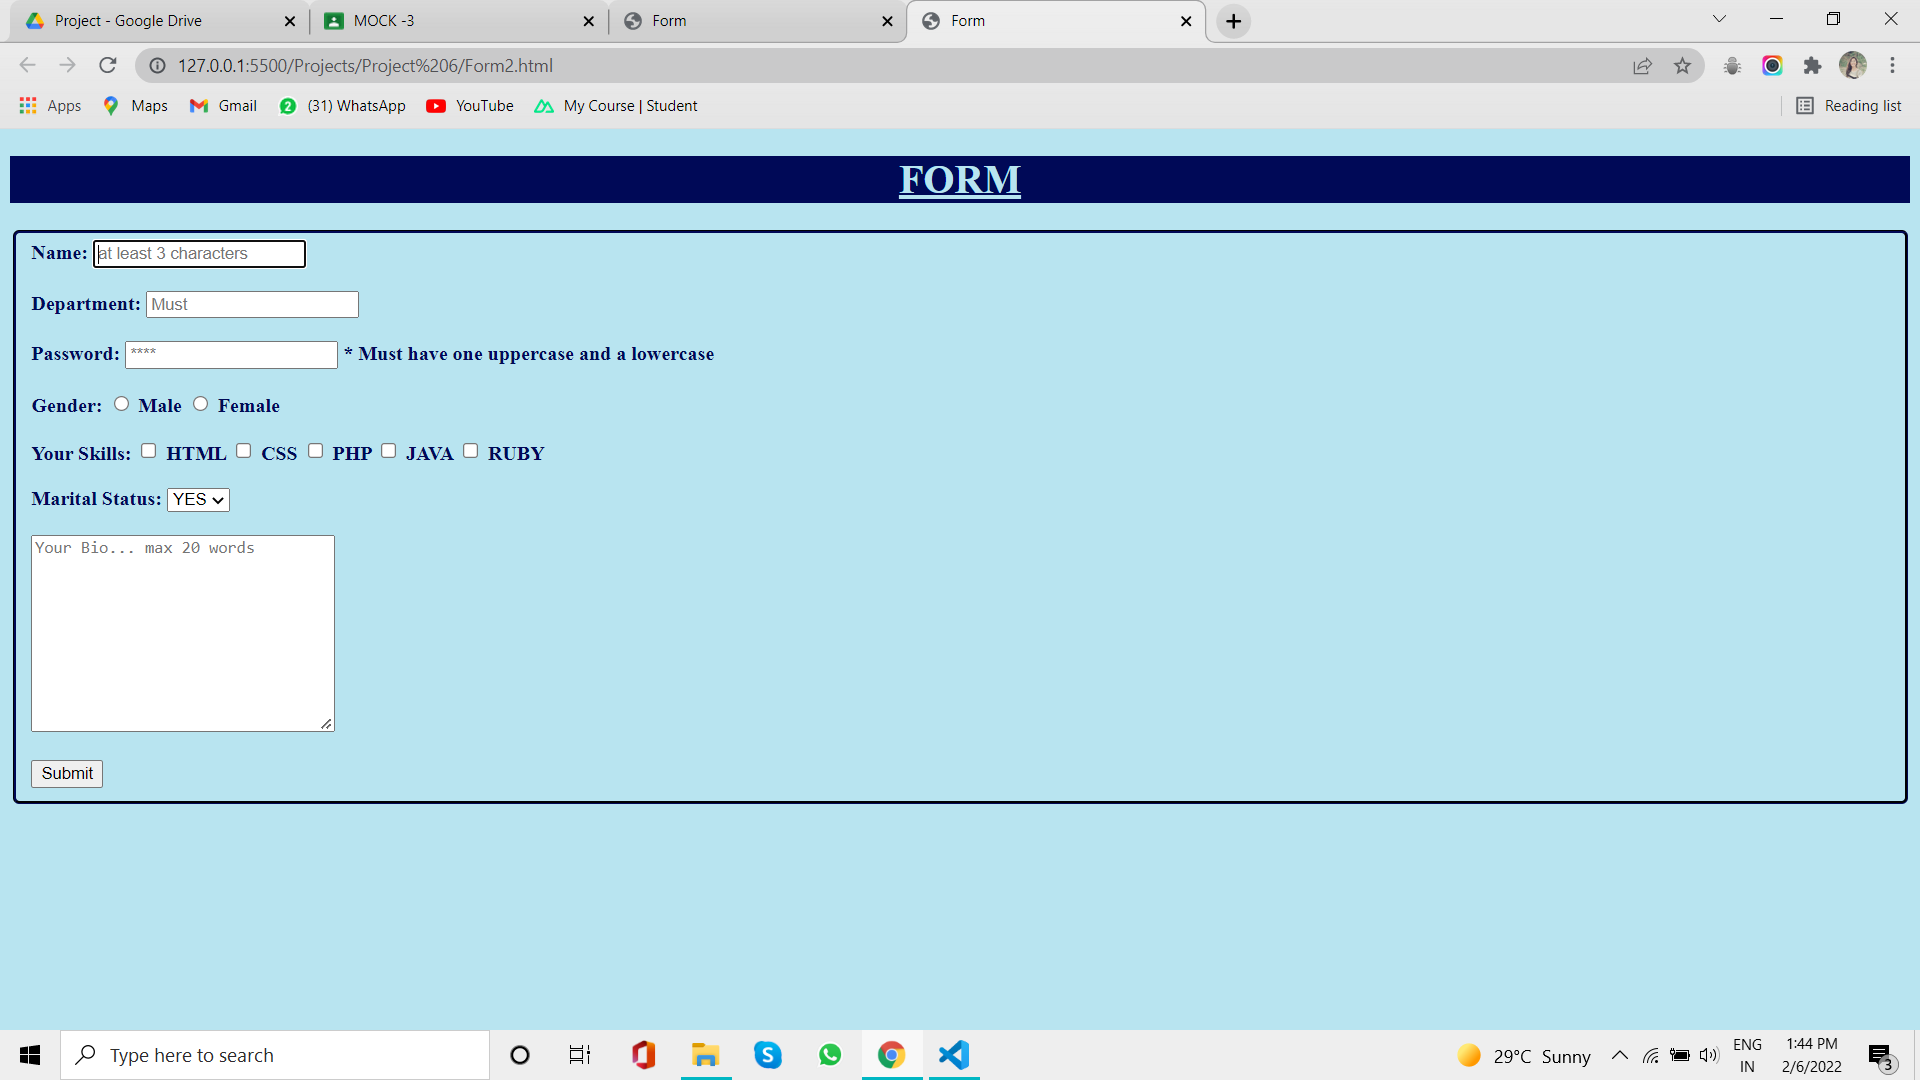 Project - Google Drive
MOCK -3
Form
Form
127.0.0.1:5500/Projects/Project%206/Form2.html
Apps
Maps
Gmail
(31) WhatsApp
YouTube
My Course | Student
Reading list
FORM
Name: at least 3 characters
Department: Must
Password: **** * Must have one uppercase and a lowercase
Gender: Male Female
Your Skills: HTML CSS PHP JAVA RUBY
Marital Status: YES
Your Bio... max 20 words
Submit
Type here to search
29°C Sunny
ENG
IN
1:44 PM
2/6/2022
3